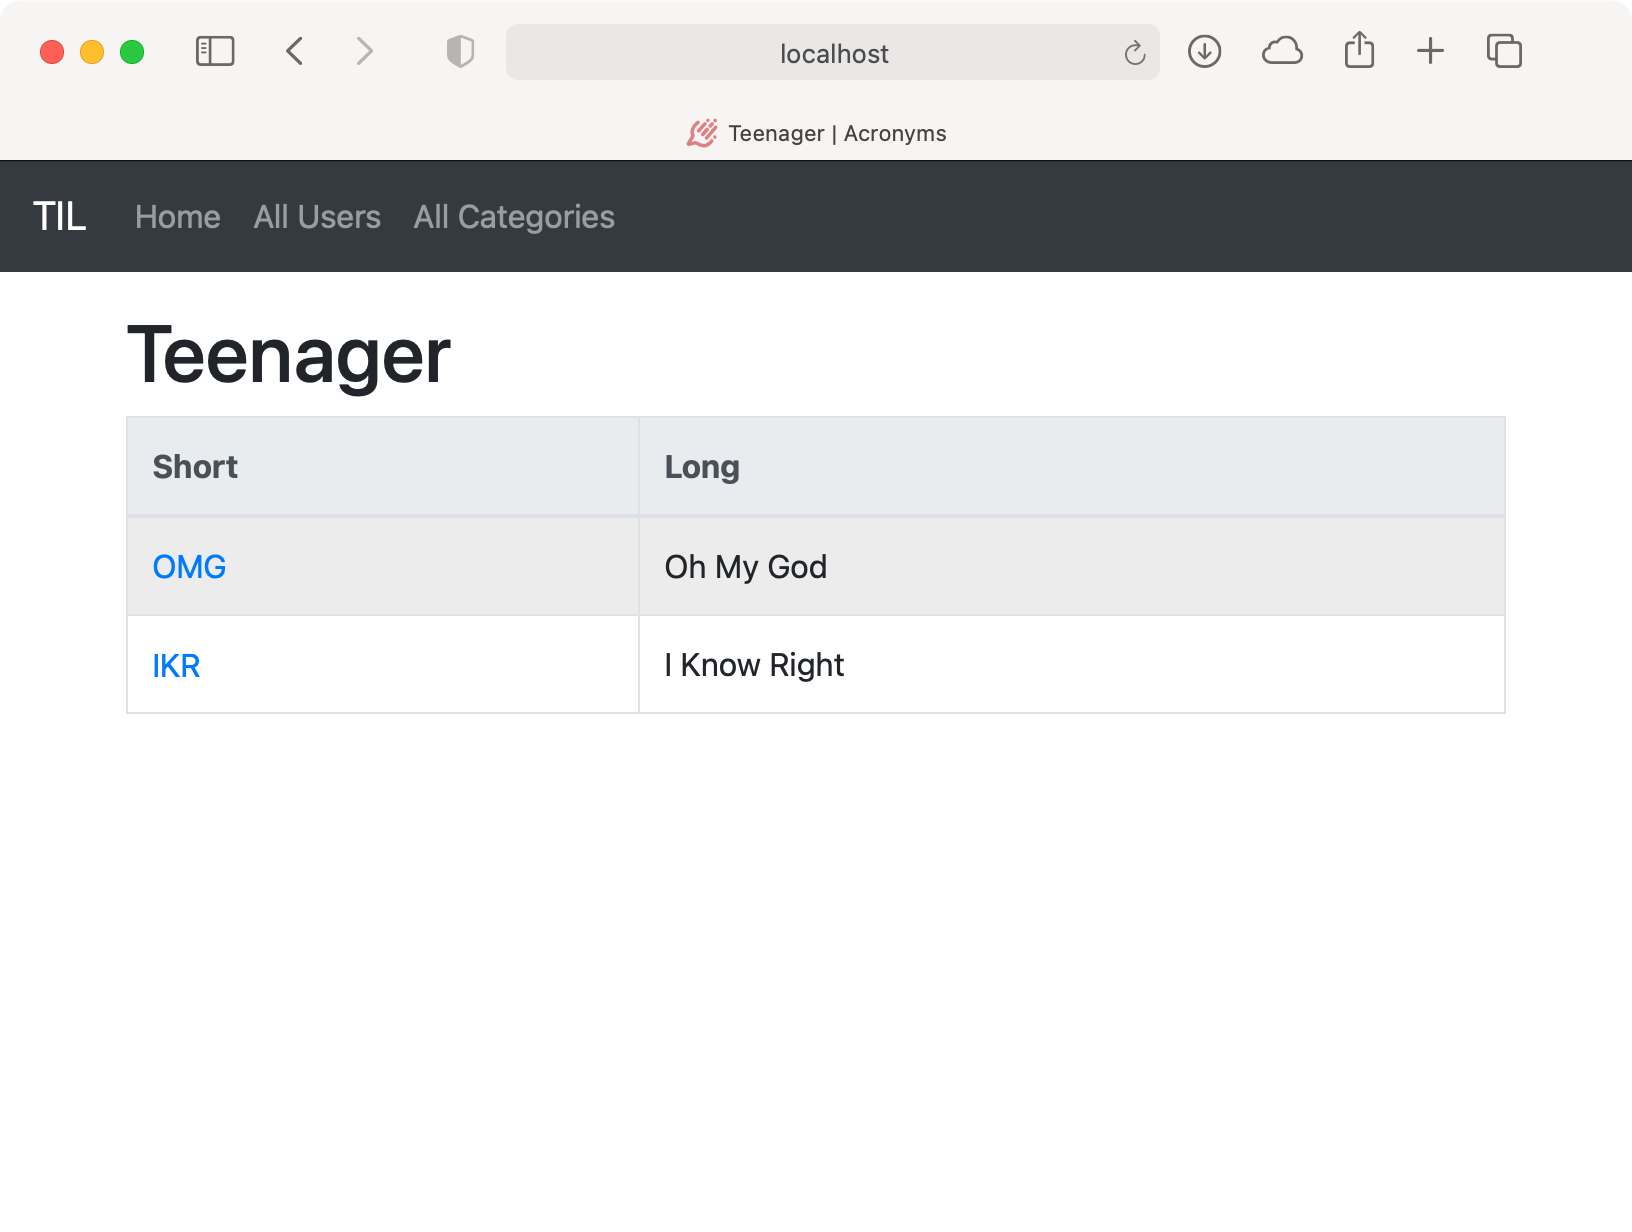 localhost
Teenager | Acronyms
TIL Home All Users All Categories
Teenager
Short Long
OMG Oh My God
IKR I Know Right